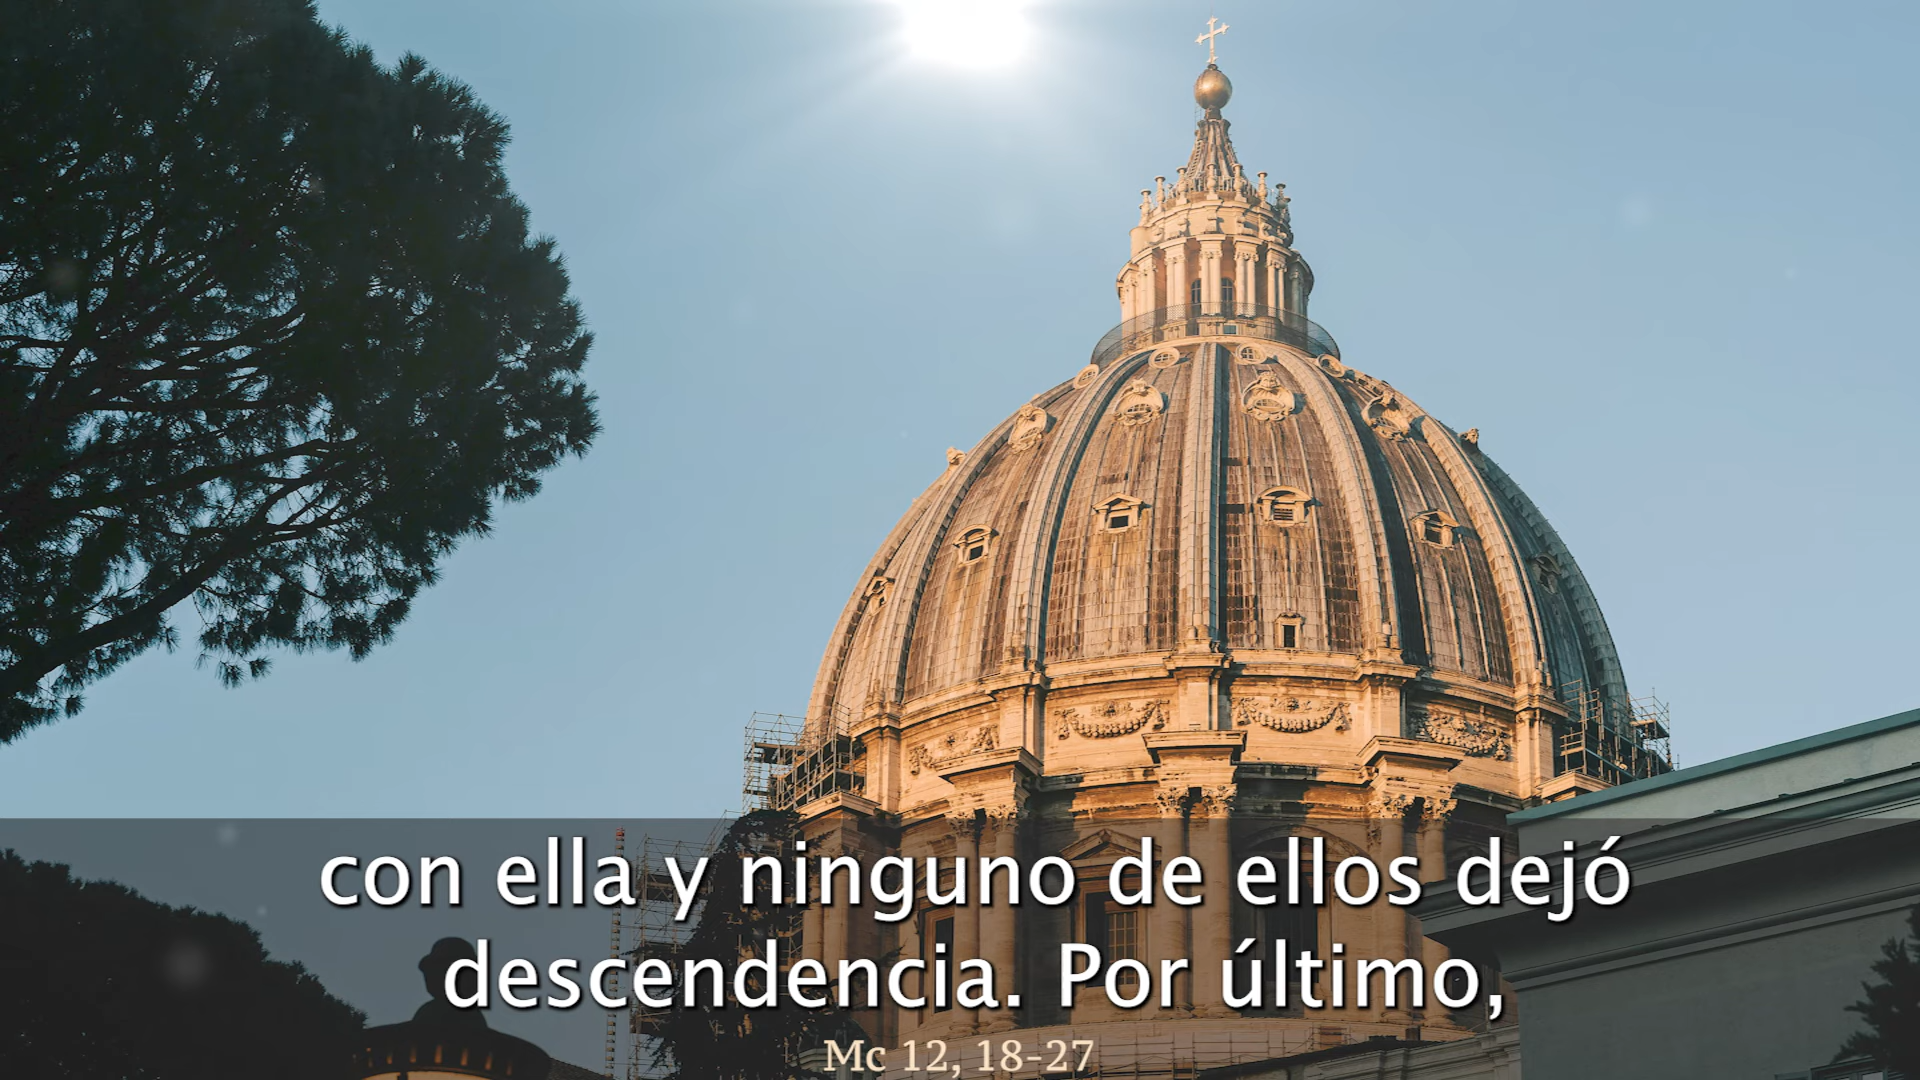 con ella y ninguno de ellos dejó
descendencia. Por último,
Mc 12, 18-27